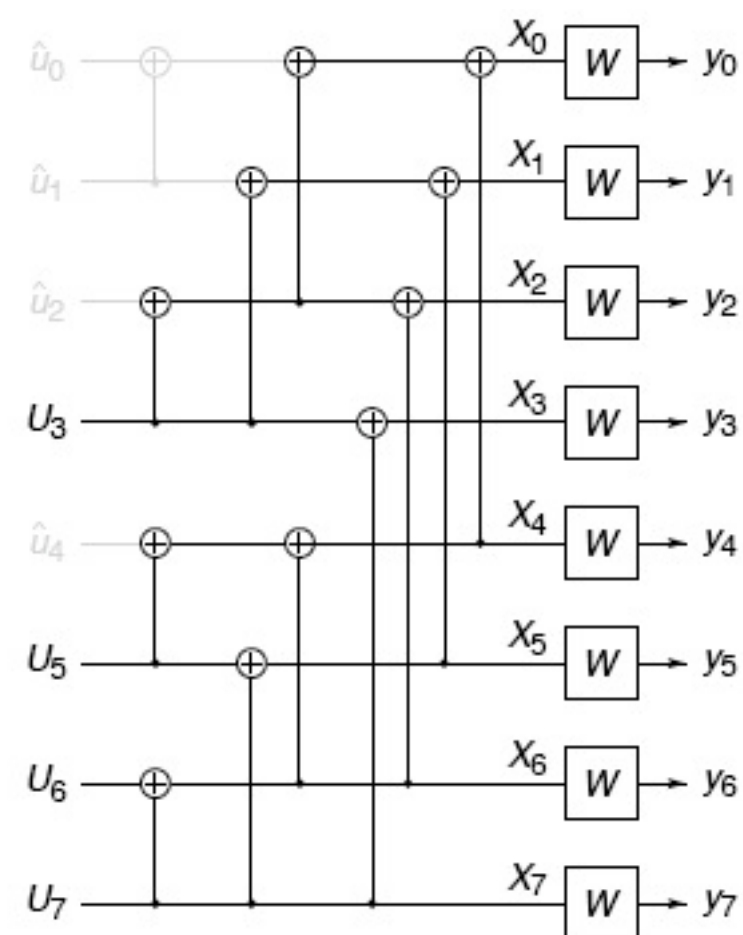 û₀ X₀ W y₀
û₁ X₁ W y₁
û₂ X₂ W y₂
U₃ X₃ W y₃
û₄ X₄ W y₄
U₅ X₅ W y₅
U₆ X₆ W y₆
U₇ X₇ W y₇